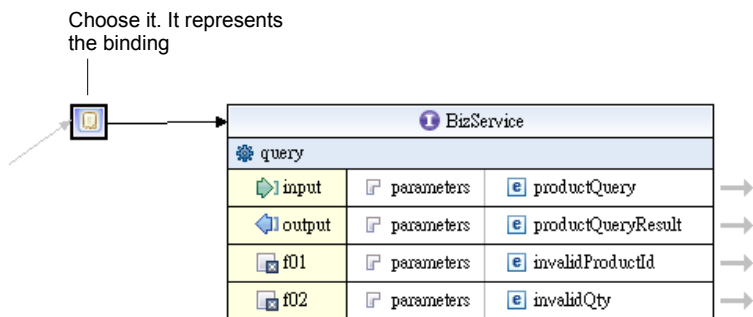 Choose it. It represents
the binding
BizService
query
input parameters productQuery
output parameters productQueryResult
f01 parameters invalidProductId
f02 parameters invalidQty